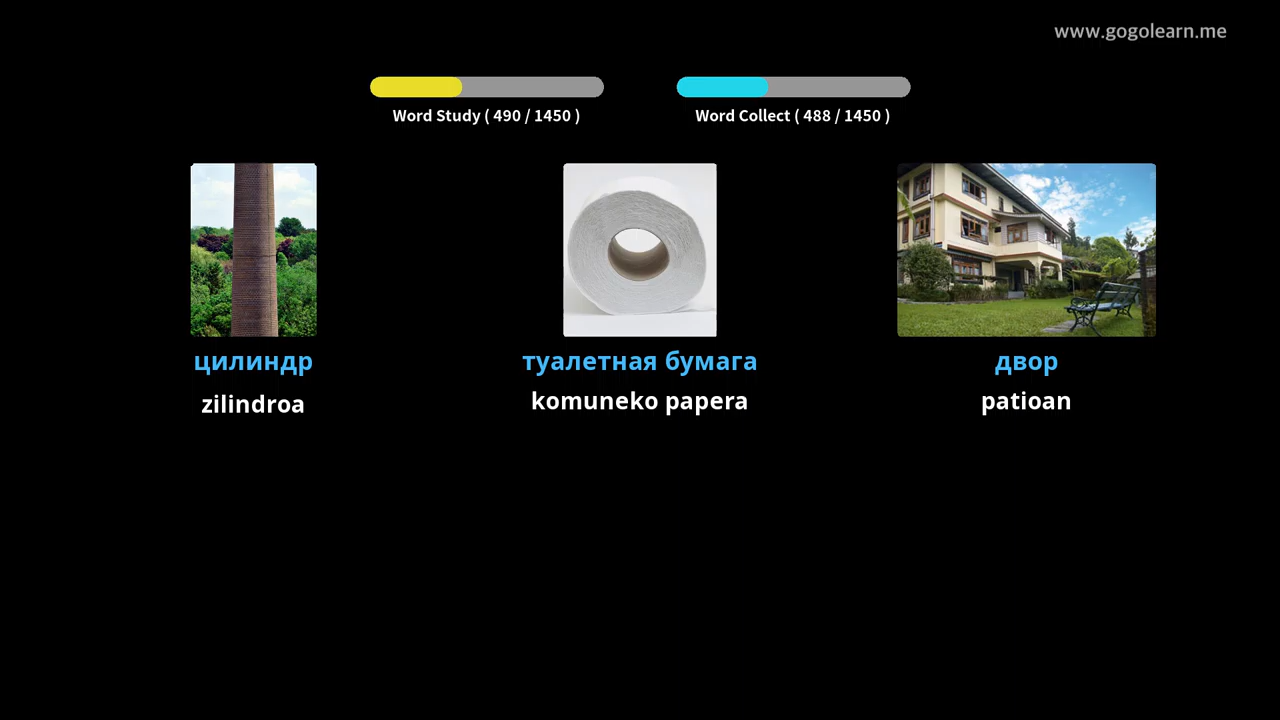 www.gogolearn.me
Word Study ( 490 / 1450 )
Word Collect ( 488 / 1450 )
цилиндр
zilindroa
туалетная бумага
komuneko papera
двор
patioan